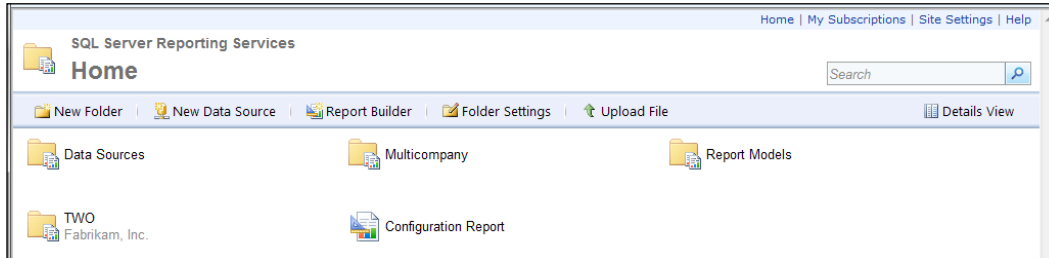 Home | My Subscriptions | Site Settings | Help
SQL Server Reporting Services
Home
Search
New Folder | New Data Source | Report Builder | Folder Settings | Upload File Details View
Data Sources Multicompany Report Models
TWO Configuration Report
Fabrikam, Inc.